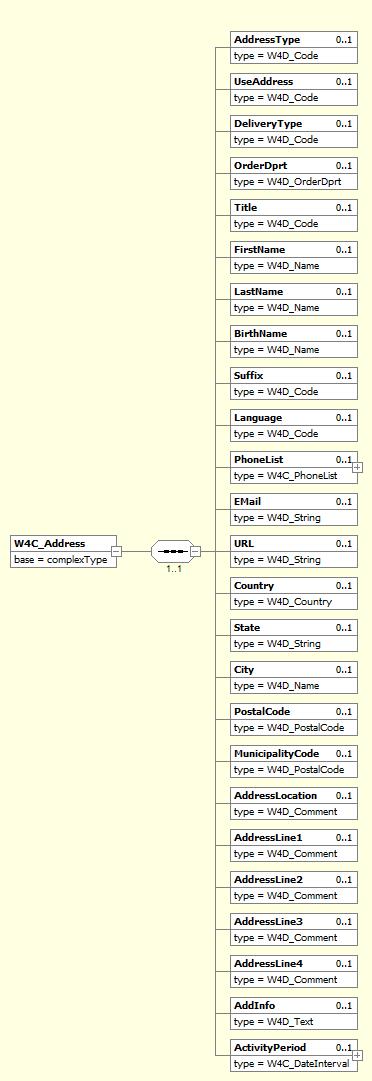 AddressType 0..1
type = W4D_Code
UseAddress 0..1
type = W4D_Code
DeliveryType 0..1
type = W4D_Code
OrderDprt 0..1
type = W4D_OrderDprt
Title 0..1
type = W4D_Code
FirstName 0..1
type = W4D_Name
LastName 0..1
type = W4D_Name
BirthName 0..1
type = W4D_Name
Suffix 0..1
type = W4D_Code
Language 0..1
type = W4D_Code
PhoneList 0..1
type = W4C_PhoneList
EMail 0..1
type = W4D_String
W4C_Address
base = complexType
1..1
URL 0..1
type = W4D_String
Country 0..1
type = W4D_Country
State 0..1
type = W4D_String
City 0..1
type = W4D_Name
PostalCode 0..1
type = W4D_PostalCode
MunicipalityCode 0..1
type = W4D_PostalCode
AddressLocation 0..1
type = W4D_Comment
AddressLine1 0..1
type = W4D_Comment
AddressLine2 0..1
type = W4D_Comment
AddressLine3 0..1
type = W4D_Comment
AddressLine4 0..1
type = W4D_Comment
AddInfo 0..1
type = W4D_Text
ActivityPeriod 0..1
type = W4C_DateInterval